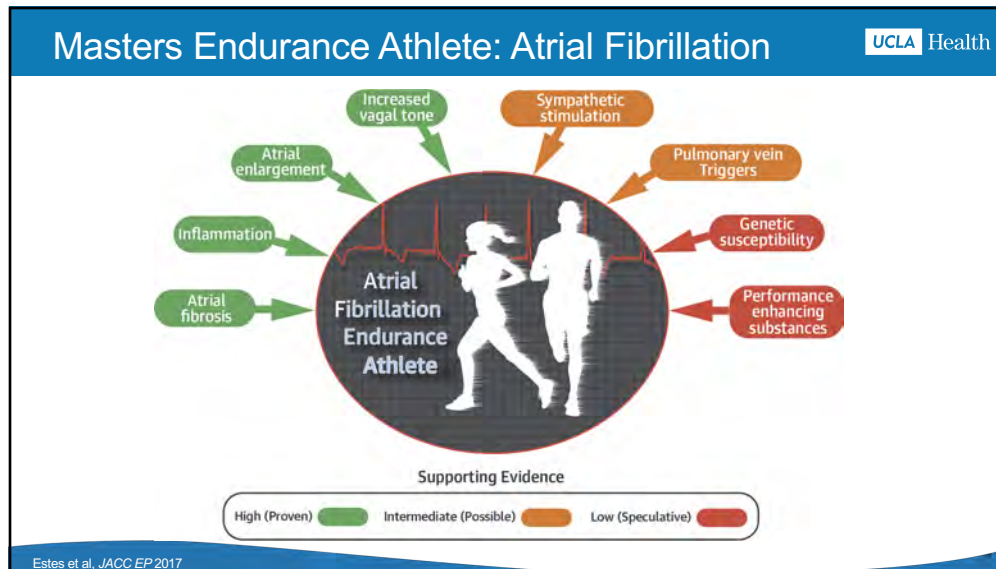 Masters Endurance Athlete: Atrial Fibrillation
UCLA Health
Increased
vagal tone
Sympathetic
stimulation
Atrial
enlargement
Pulmonary vein
Triggers
Inflammation
Genetic
susceptibility
Atrial
fibrosis
Performance
enhancing
substances
Atrial
Fibrillation
Endurance
Athlete
Supporting Evidence
High (Proven)
Intermediate (Possible)
Low (Speculative)
Estes et al, JACC EP 2017